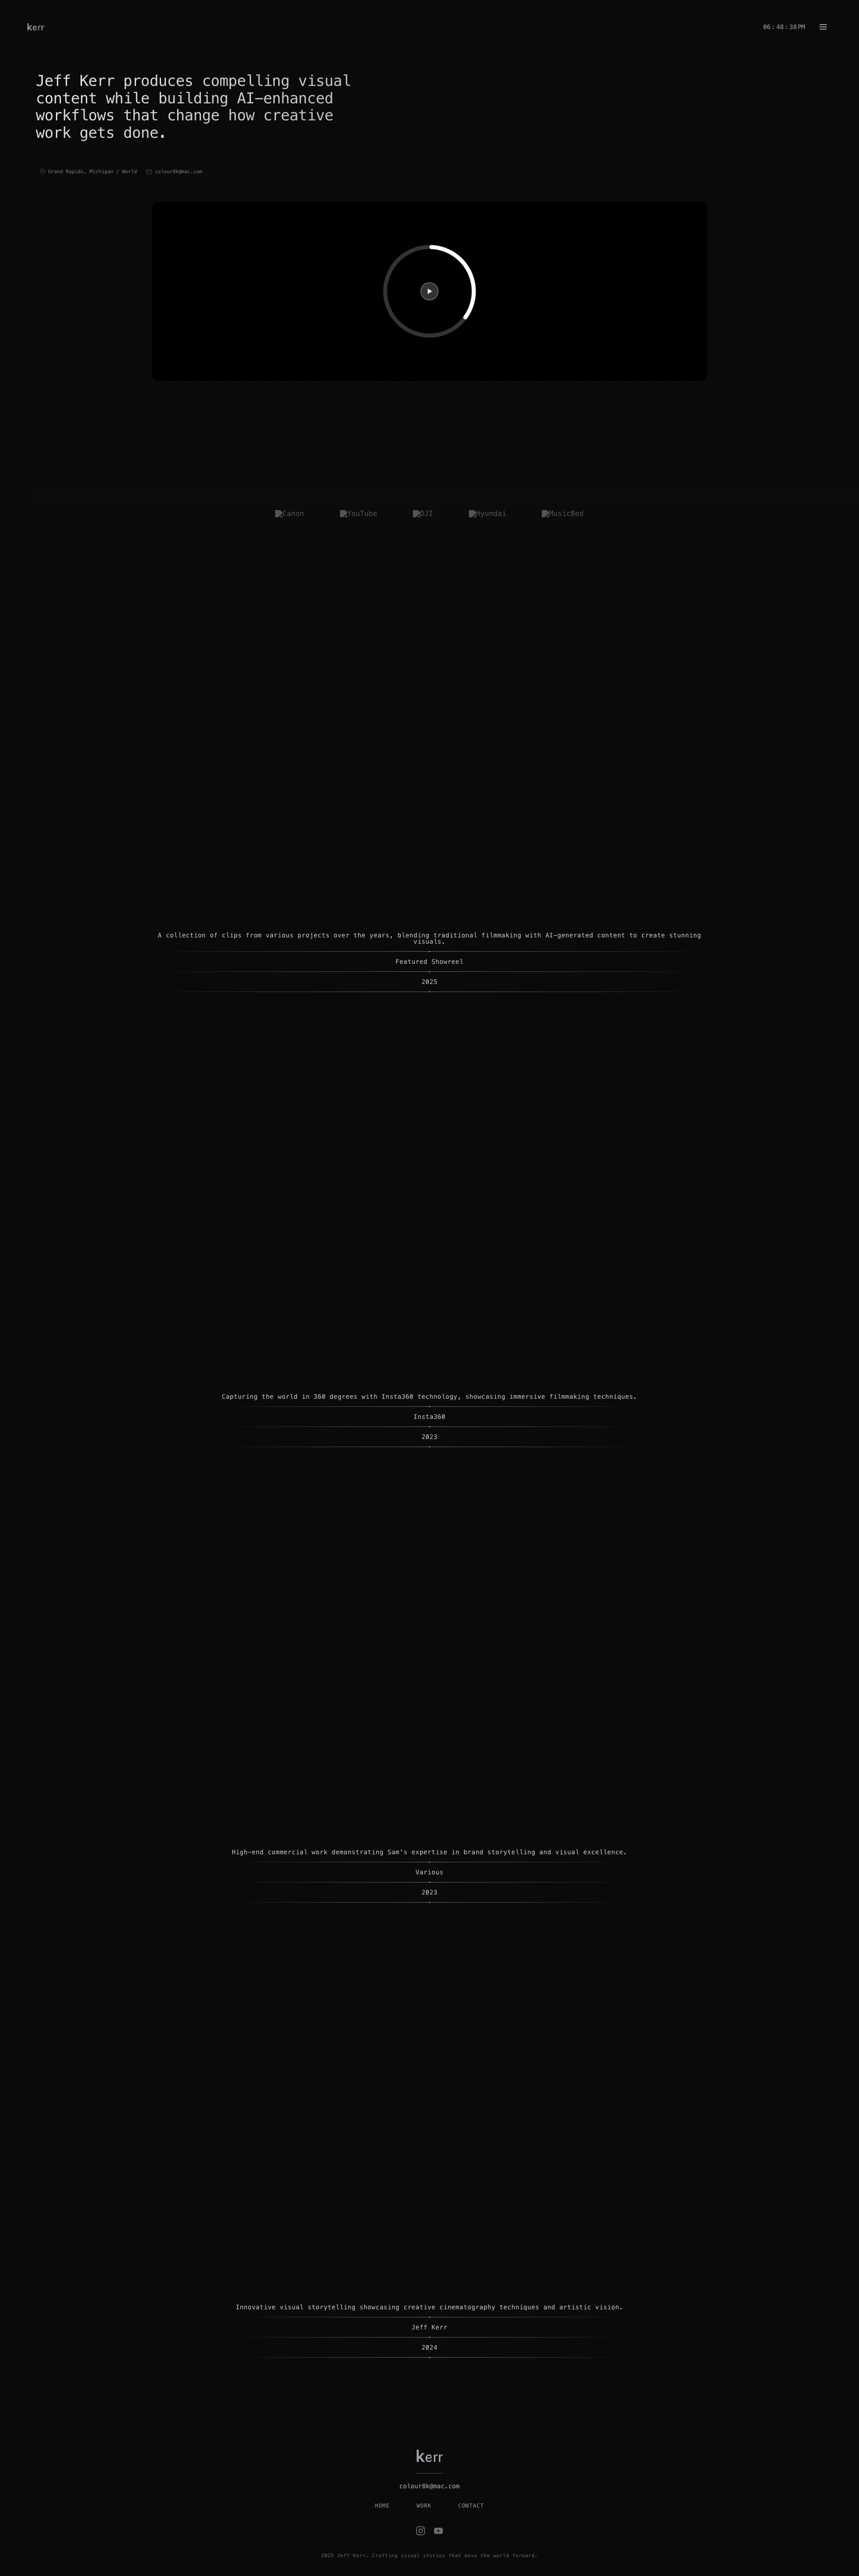 kerr
06 : 48 : 38 PM
Jeff Kerr produces compelling visual
content while building AI-enhanced
workflows that change how creative
work gets done.
Grand Rapids, Michigan / World
colour8k@mac.com
Canon
YouTube
DJI
Hyundai
MusicBed
A collection of clips from various projects over the years, blending traditional filmmaking with AI-generated content to create stunning
visuals.
Featured Showreel
2025
Capturing the world in 360 degrees with Insta360 technology, showcasing immersive filmmaking techniques.
Insta360
2023
High-end commercial work demonstrating Sam's expertise in brand storytelling and visual excellence.
Various
2023
Innovative visual storytelling showcasing creative cinematography techniques and artistic vision.
Jeff Kerr
2024
kerr
colour8k@mac.com
HOME
WORK
CONTACT
2025 Jeff Kerr. Crafting visual stories that move the world forward.